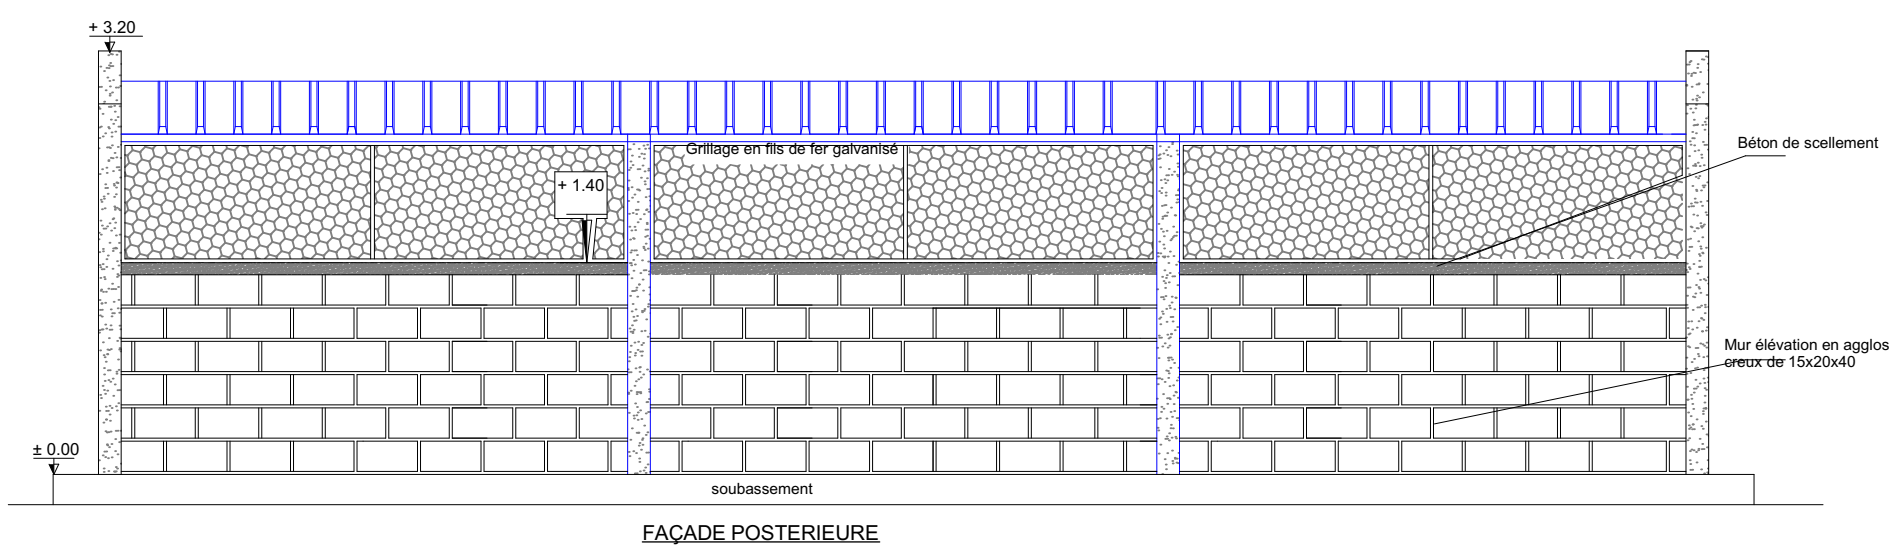 + 3.20
Grillage en fils de fer galvanisé
Béton de scellement
+ 1.40
Mur élévation en agglos
creux de 15x20x40
± 0.00
soubassement
FAÇADE POSTERIEURE